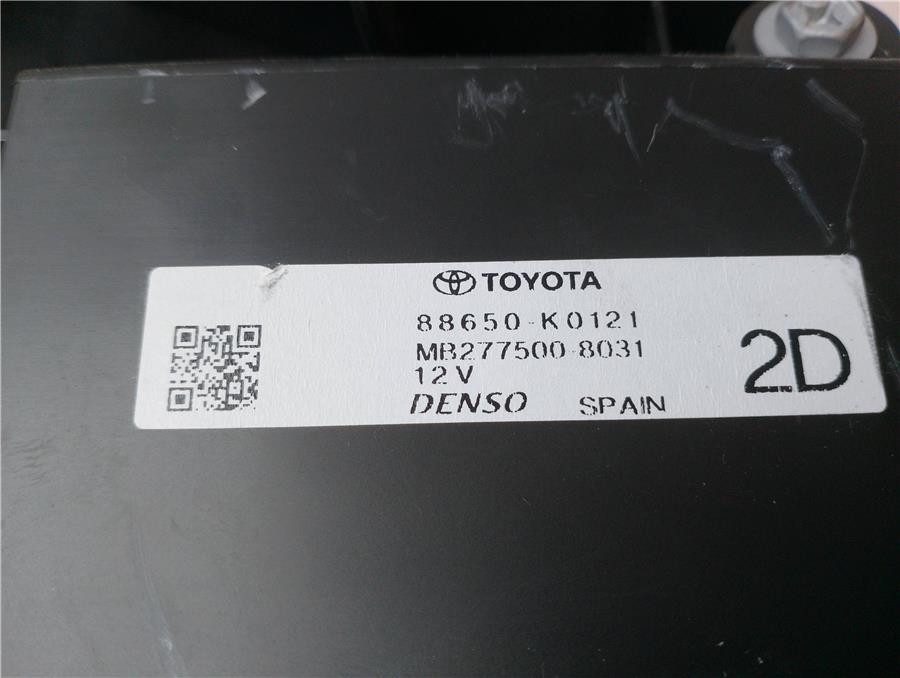 TOYOTA
88650-K0121
MB277500-8031
12V
2D
DENSO SPAIN